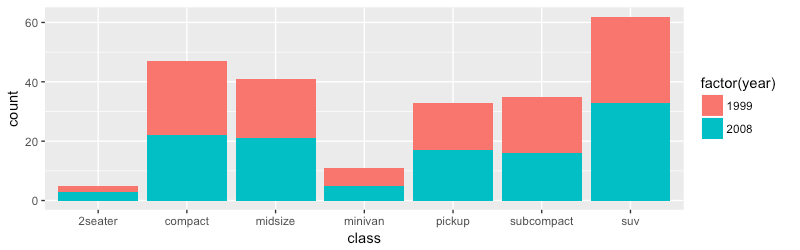 count
60
40
20
0
2seater compact midsize minivan pickup subcompact suv
class
factor(year)
1999
2008